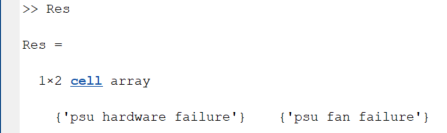 >> Res
Res =
1×2 cell array
{'psu hardware failure'} {'psu fan failure'}